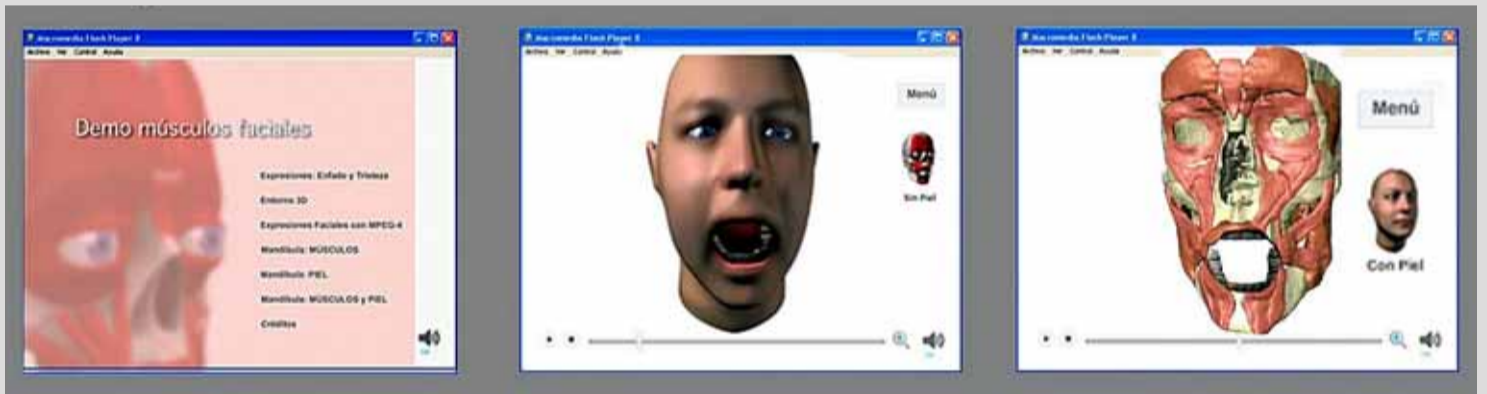 Macromedia Flash Player 8
Archivo Ver Control Ayuda
Demo músculos faciales
Expresiones: Enfado y Tristeza
Entorno 3D
Expresiones Faciales con MPEG-4
Mandíbula: MÚSCULOS
Mandíbula: PIEL
Mandíbula: MÚSCULOS y PIEL
Créditos
Macromedia Flash Player 8
Archivo Ver Control Ayuda
Menú
Sin Piel
Macromedia Flash Player 8
Archivo Ver Control Ayuda
Menú
Con Piel